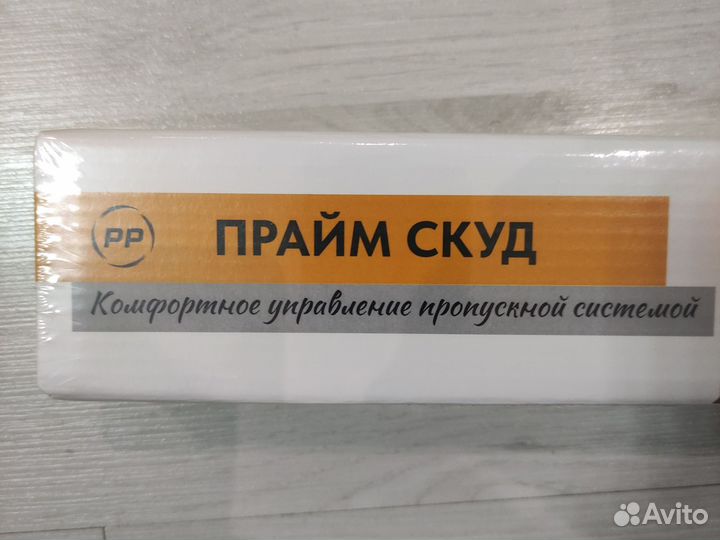 PP
ПРАЙМ СКУД
Комфортное управление пропускной системой
Avito